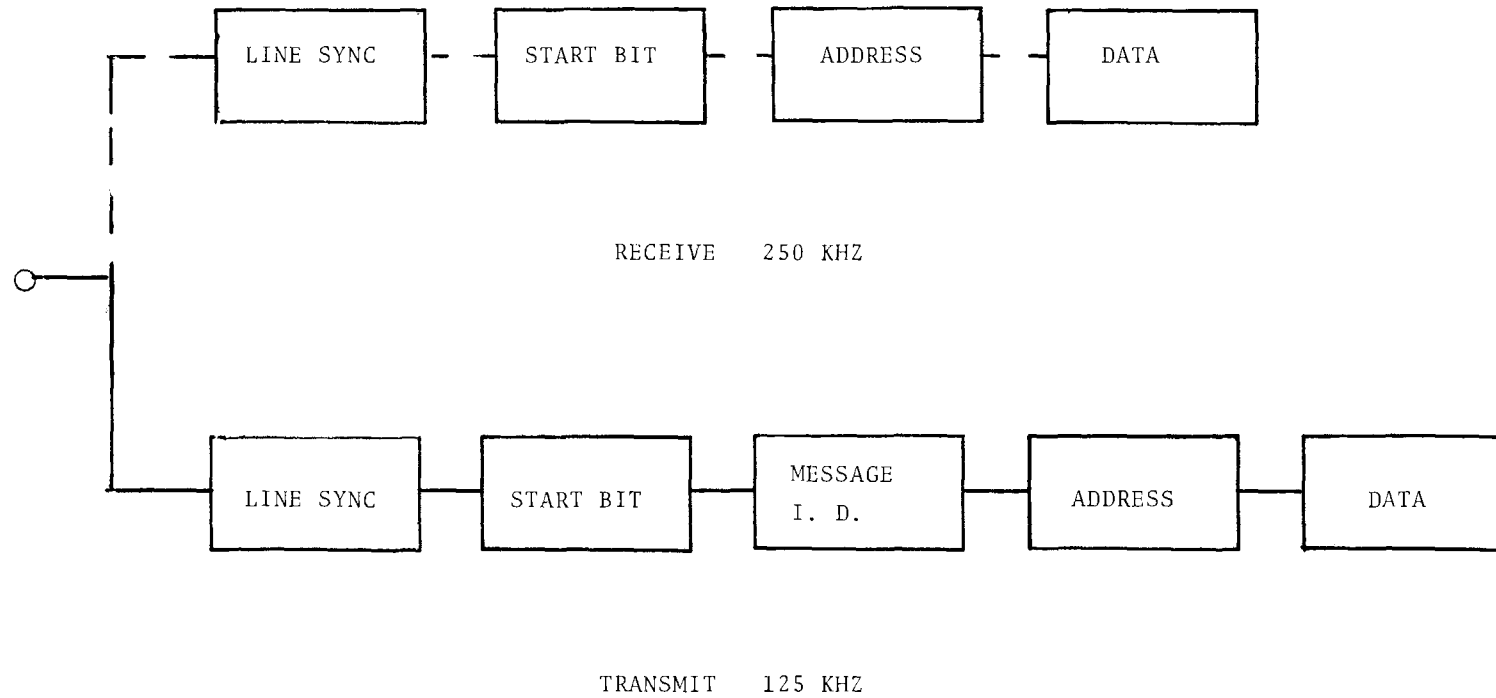 LINE SYNC
START BIT
ADDRESS
DATA
RECEIVE 250 KHZ
LINE SYNC
START BIT
MESSAGE
I. D.
ADDRESS
DATA
TRANSMIT 125 KHZ